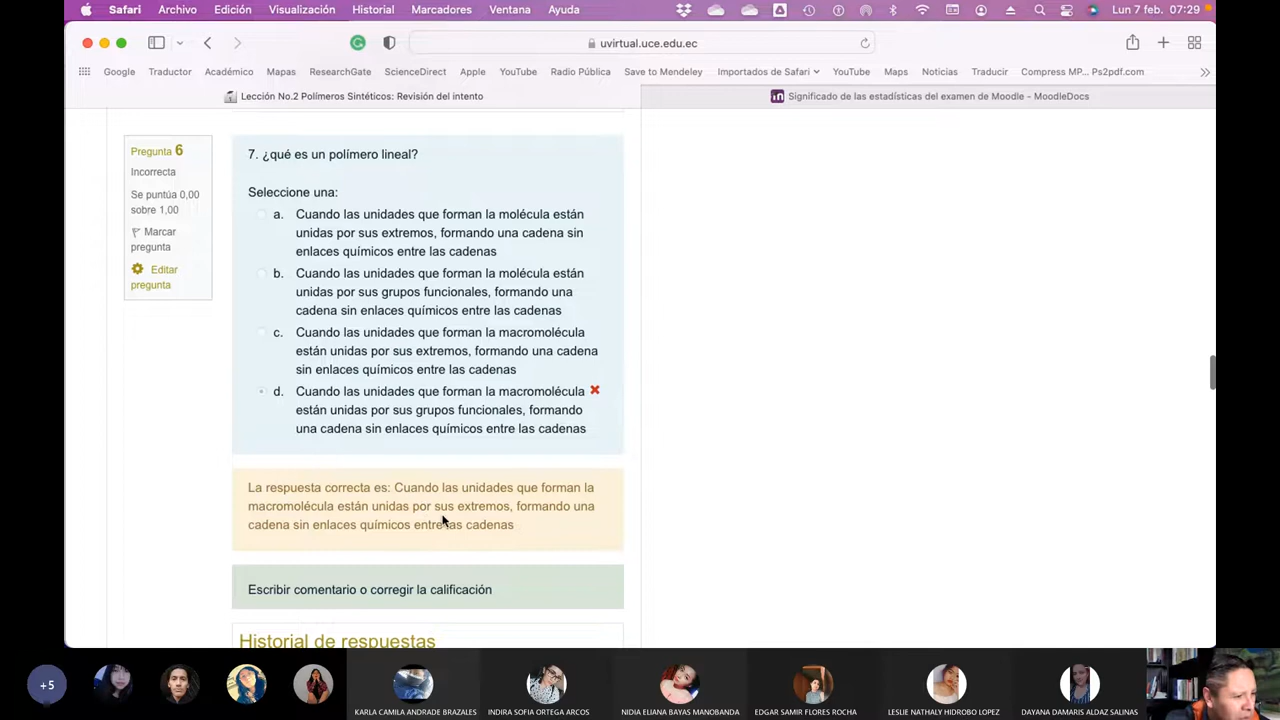 Safari Archivo Edición Visualización Historial Marcadores Ventana Ayuda Lun 7 feb. 07:29
uvirtual.uce.edu.ec
Google Traductor Académico Mapas ResearchGate ScienceDirect Apple YouTube Radio Pública Save to Mendeley Importados de Safari YouTube Maps Noticias Traducir Compress MP... Ps2pdf.com
Lección No.2 Polímeros Sintéticos: Revisión del intento
Significado de las estadísticas del examen de Moodle - MoodleDocs
Pregunta 6
Incorrecta
Se puntúa 0,00
sobre 1,00
Marcar
pregunta
Editar
pregunta
7. ¿qué es un polímero lineal?
Seleccione una:
a. Cuando las unidades que forman la molécula están
unidas por sus extremos, formando una cadena sin
enlaces químicos entre las cadenas
b. Cuando las unidades que forman la molécula están
unidas por sus grupos funcionales, formando una
cadena sin enlaces químicos entre las cadenas
c. Cuando las unidades que forman la macromolécula
están unidas por sus extremos, formando una cadena
sin enlaces químicos entre las cadenas
d. Cuando las unidades que forman la macromolécula
están unidas por sus grupos funcionales, formando
una cadena sin enlaces químicos entre las cadenas
La respuesta correcta es: Cuando las unidades que forman la
macromolécula están unidas por sus extremos, formando una
cadena sin enlaces químicos entre las cadenas
Escribir comentario o corregir la calificación
Historial de respuestas
+5
KARLA CAMILA ANDRADE BRAZALES
INDIRA SOFIA ORTEGA ARCOS
NIDIA ELIANA BAYAS MANOBANDA
EDGAR SAMIR FLORES ROCHA
LESLIE NATHALY HIDROBO LOPEZ
DAYANA DAMARIS ALDAZ SALINAS